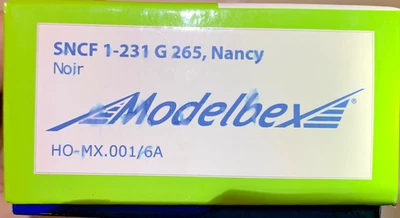 SNCF 1-231 G 265, Nancy
Noir
Modelbex®
HO-MX.001/6A